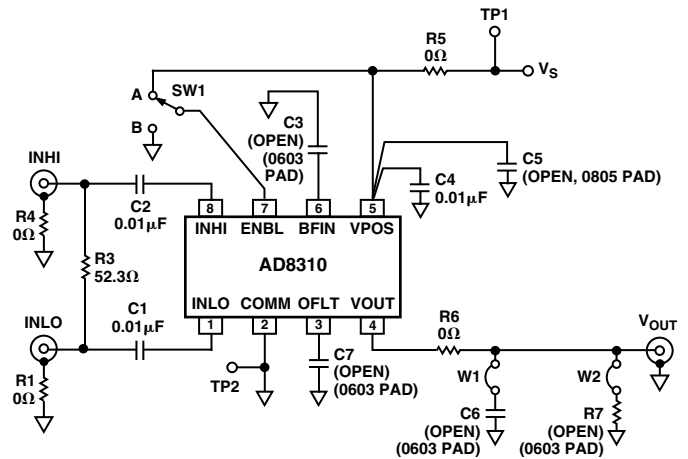 TP1
R5
0Ω
VS
A
SW1
B
C3
(OPEN)
(0603
PAD)
C5
(OPEN, 0805 PAD)
C4
0.01µF
INHI
C2
0.01µF
R4
0Ω
8 7 6 5
INHI ENBL BFIN VPOS
AD8310
R3
52.3Ω
INLO COMM OFLT VOUT
1 2 3 4
C1
0.01µF
INLO
R1
0Ω
TP2
C7
(OPEN)
(0603 PAD)
R6
0Ω
VOUT
W1
W2
C6
(OPEN)
(0603 PAD)
R7
(OPEN)
(0603 PAD)